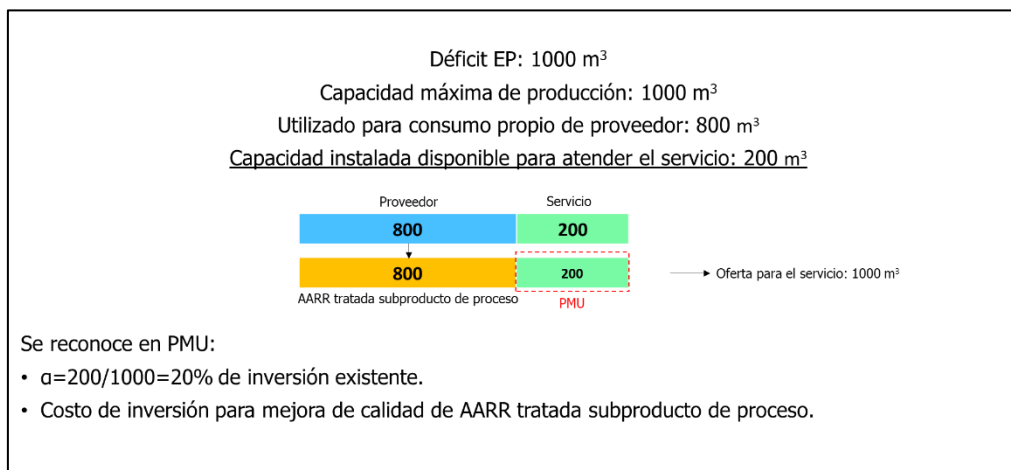 Déficit EP: 1000 m³
Capacidad máxima de producción: 1000 m³
Utilizado para consumo propio de proveedor: 800 m³
Capacidad instalada disponible para atender el servicio: 200 m³
Proveedor Servicio
800 200
800 200 Oferta para el servicio: 1000 m³
AARR tratada subproducto de proceso PMU
Se reconoce en PMU:
• α=200/1000=20% de inversión existente.
• Costo de inversión para mejora de calidad de AARR tratada subproducto de proceso.